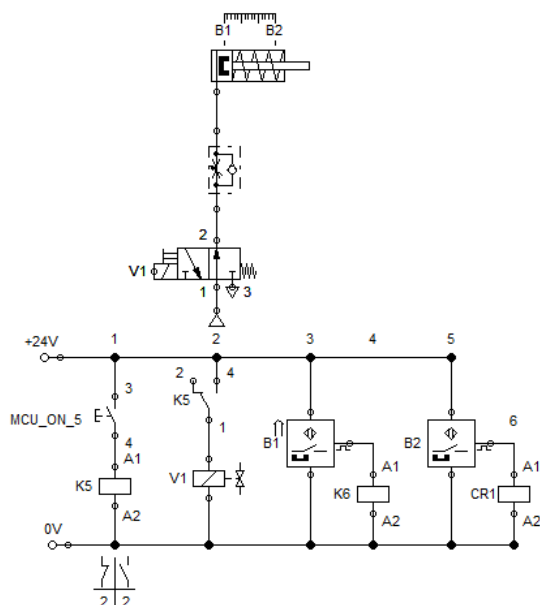 B1 B2
2
V1
1 3
+24V 1 2 3 4 5
3 2 4
MCU_ON_5 K5 6
4 1 B1 B2
A1 A1 A1
K5 V1 K6 CR1
A2 A2 A2
0V
2 2